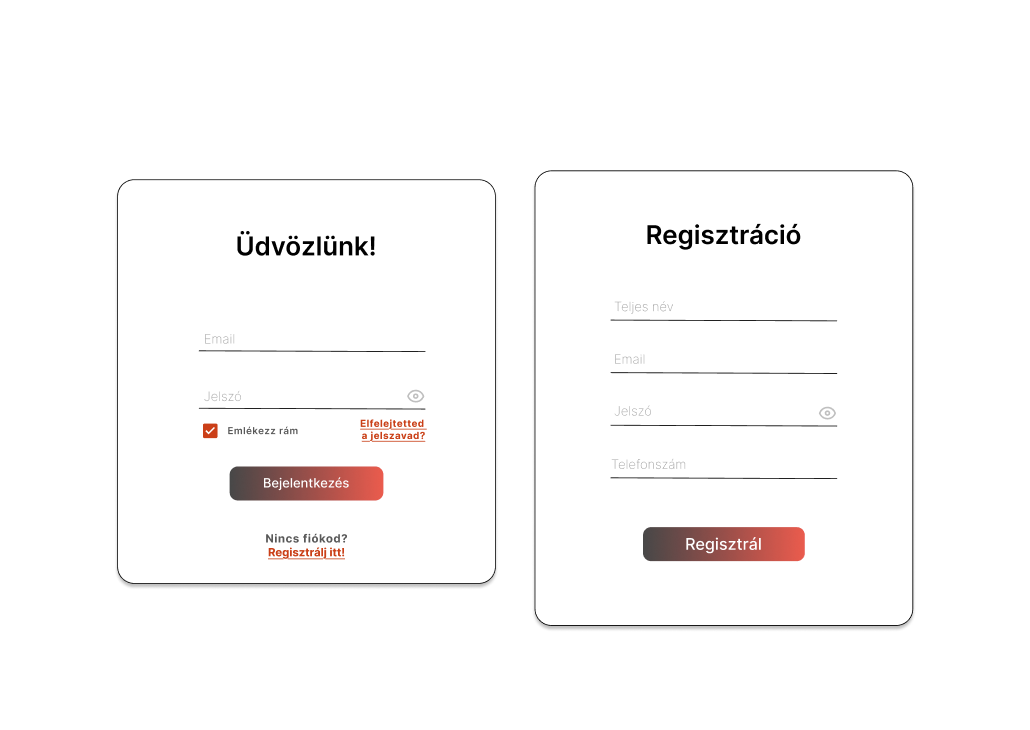 Üdvözlünk!
Email
Jelszó
Emlékezz rám
Elfelejtetted
a jelszavad?
Bejelentkezés
Nincs fiókod?
Regisztrálj itt!
Regisztráció
Teljes név
Email
Jelszó
Telefonszám
Regisztrál